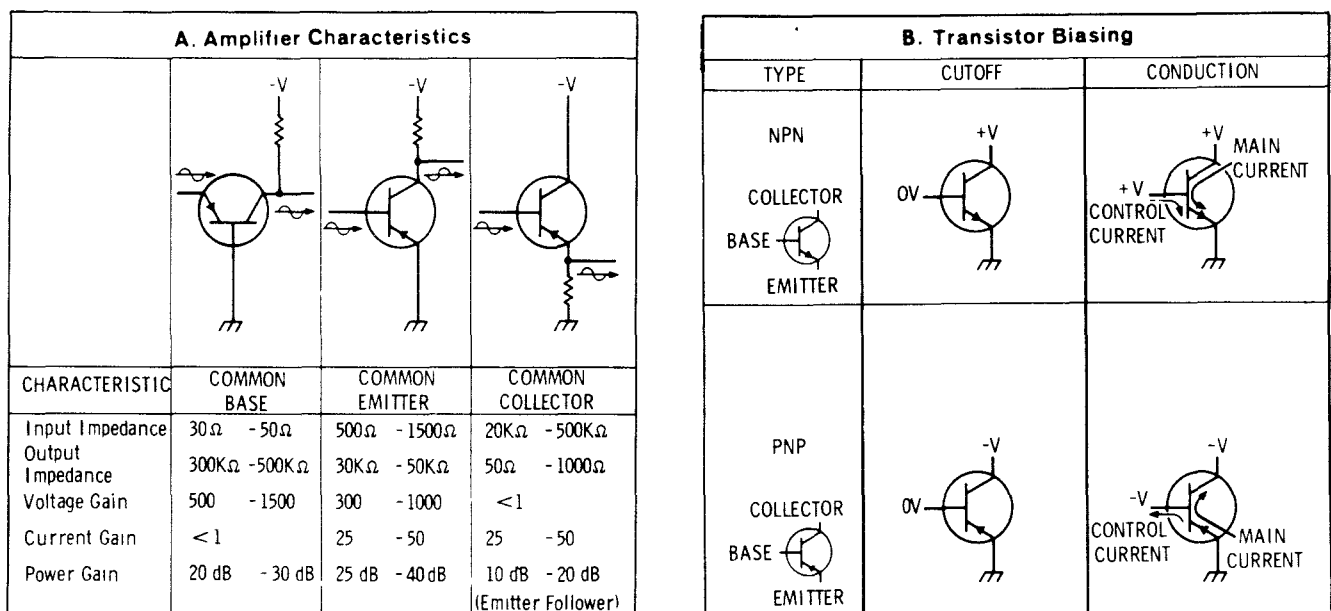 A. Amplifier Characteristics
-V
-V
-V
CHARACTERISTIC
COMMON BASE
COMMON EMITTER
COMMON COLLECTOR
Input Impedance 30Ω -50Ω 500Ω -1500Ω 20KΩ -500KΩ
Output Impedance 300KΩ -500KΩ 30KΩ -50KΩ 50Ω -1000Ω
Voltage Gain 500 -1500 300 -1000 <1
Current Gain <1 25 -50 25 -50
Power Gain 20 dB -30 dB 25 dB -40 dB 10 dB -20 dB
(Emitter Follower)
B. Transistor Biasing
TYPE CUTOFF CONDUCTION
NPN
COLLECTOR
BASE
EMITTER
+V
0V
+V
MAIN CURRENT
+V
CONTROL CURRENT
PNP
COLLECTOR
BASE
EMITTER
-V
0V
-V
-V
CONTROL CURRENT
MAIN CURRENT